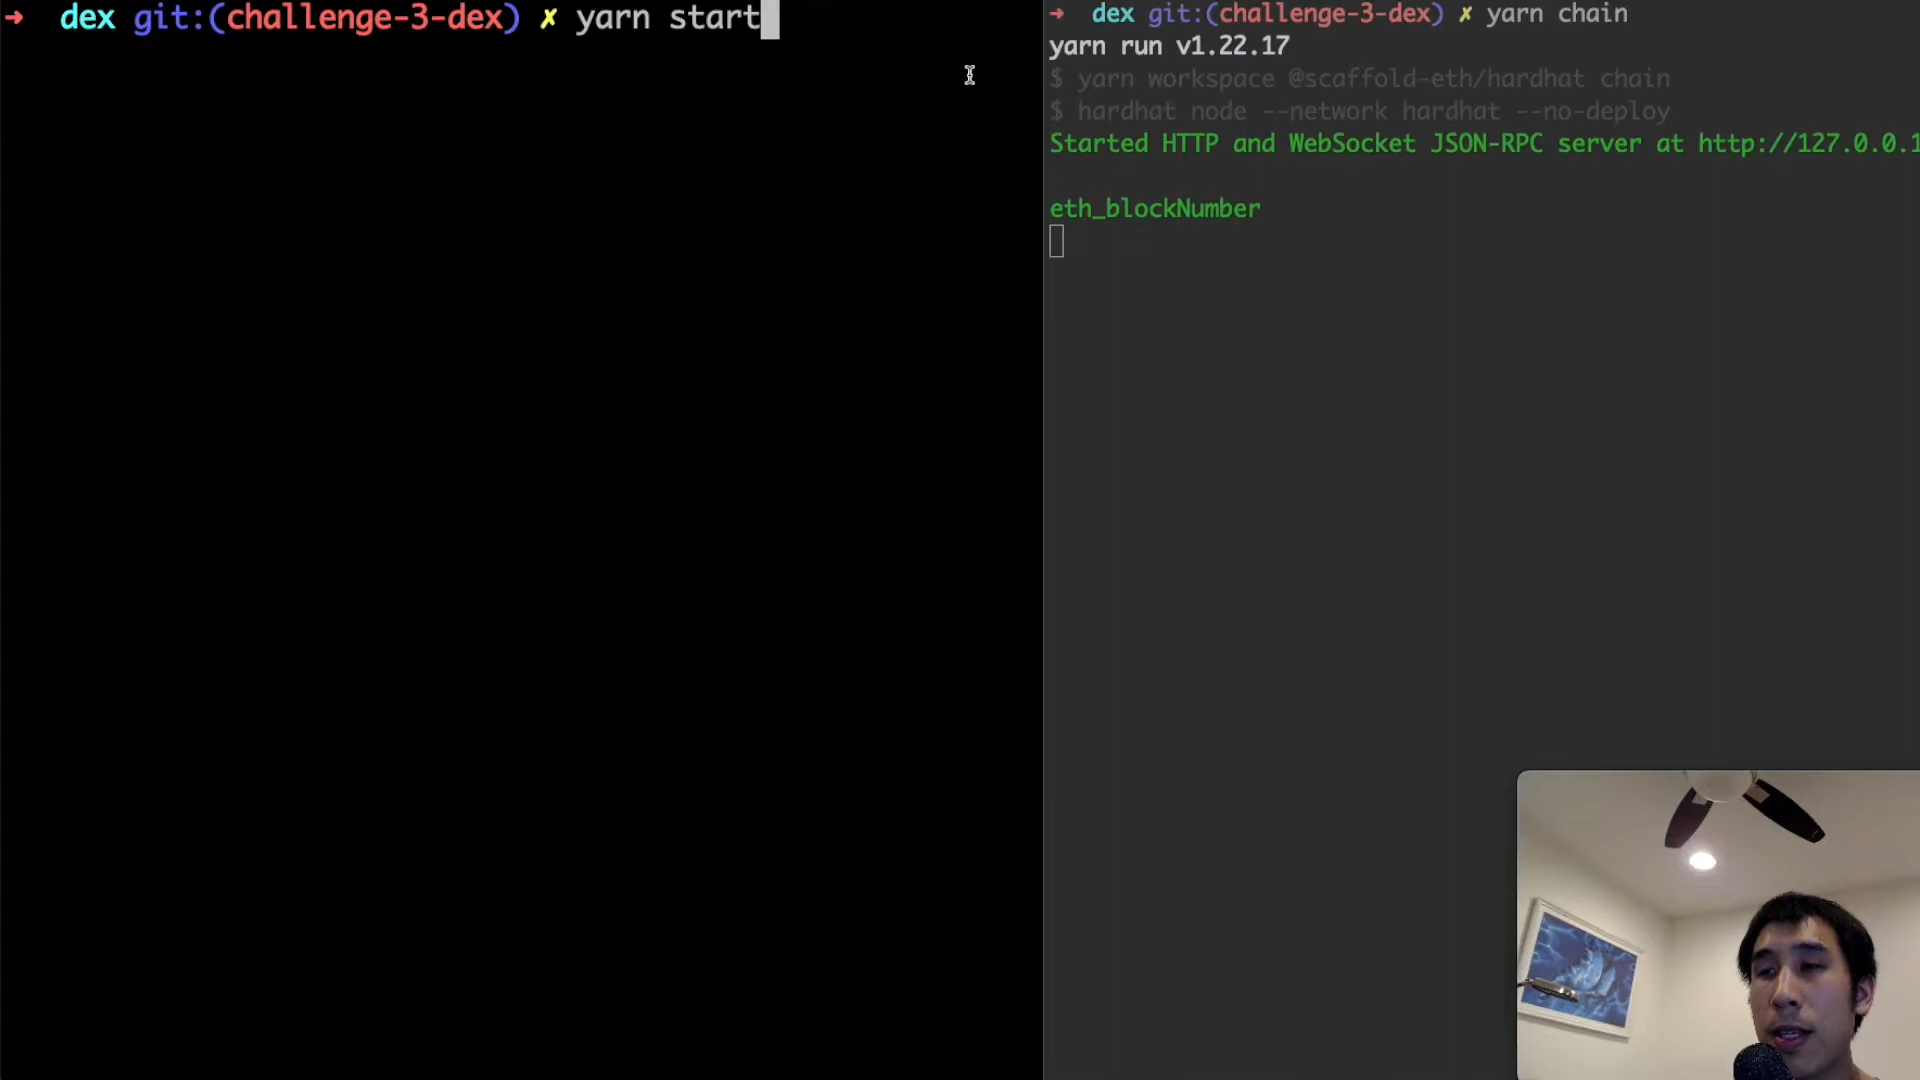 ➜ dex git:(challenge-3-dex) ✗ yarn start
➜ dex git:(challenge-3-dex) ✗ yarn chain
yarn run v1.22.17
$ yarn workspace @scaffold-eth/hardhat chain
$ hardhat node --network hardhat --no-deploy
Started HTTP and WebSocket JSON-RPC server at http://127.0.0.1
eth_blockNumber